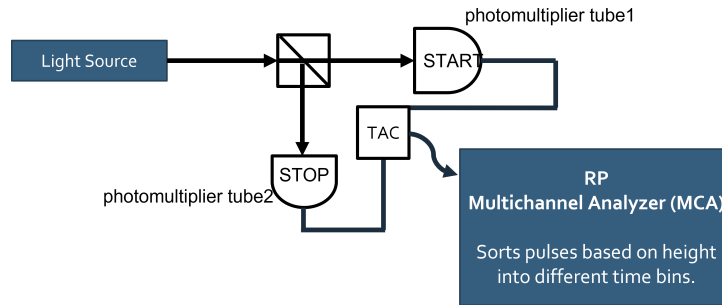 photomultiplier tube1
Light Source
START
TAC
STOP
photomultiplier tube2
RP
Multichannel Analyzer (MCA)
Sorts pulses based on height
into different time bins.